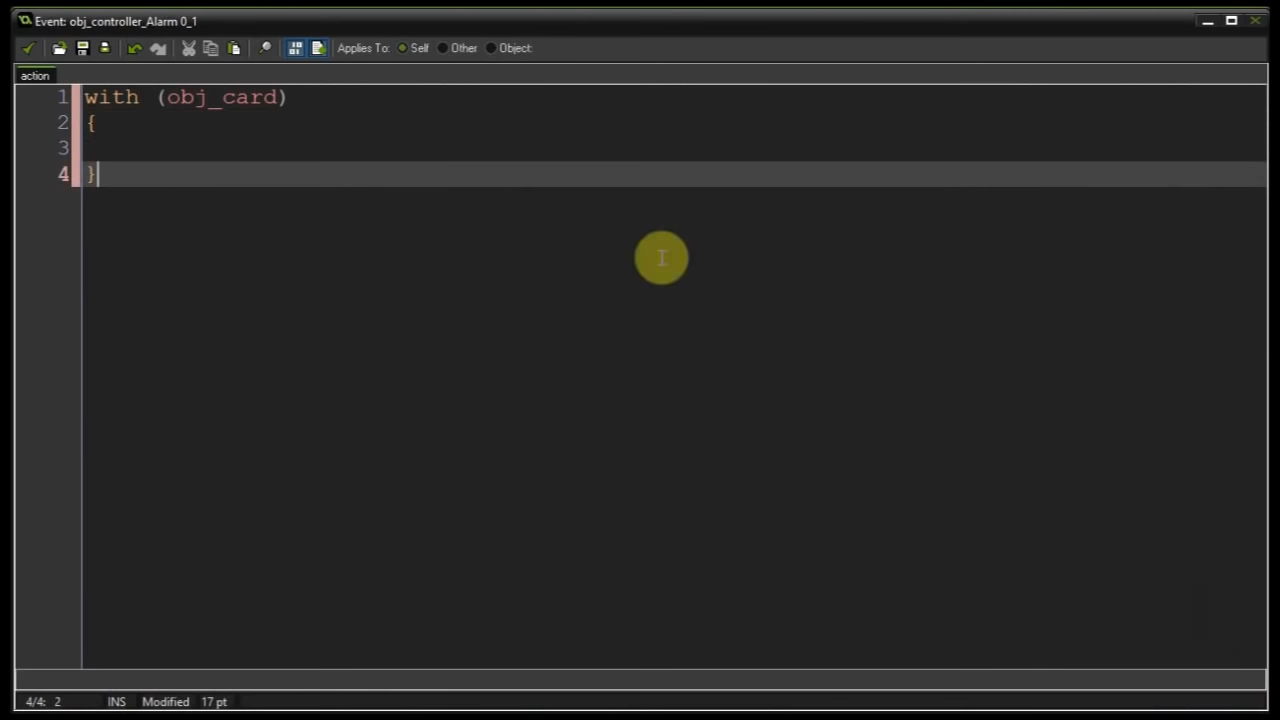 Event: obj_controller_Alarm 0_1
Applies To: Self Other Object:
action
1 with (obj_card)
2 {
3
4 }
4/4: 2 INS Modified 17 pt